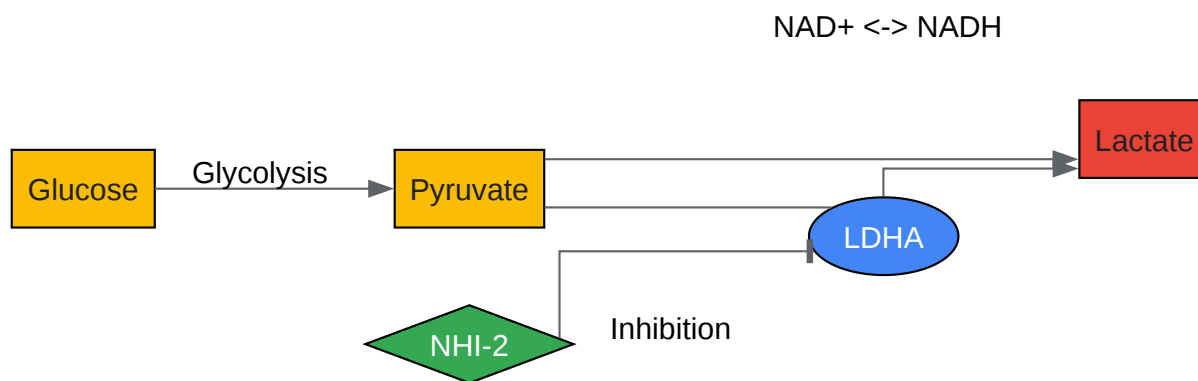 NAD+ <-> NADH
Lactate
Glycolysis
Glucose
Pyruvate
LDHA
Inhibition
NHI-2